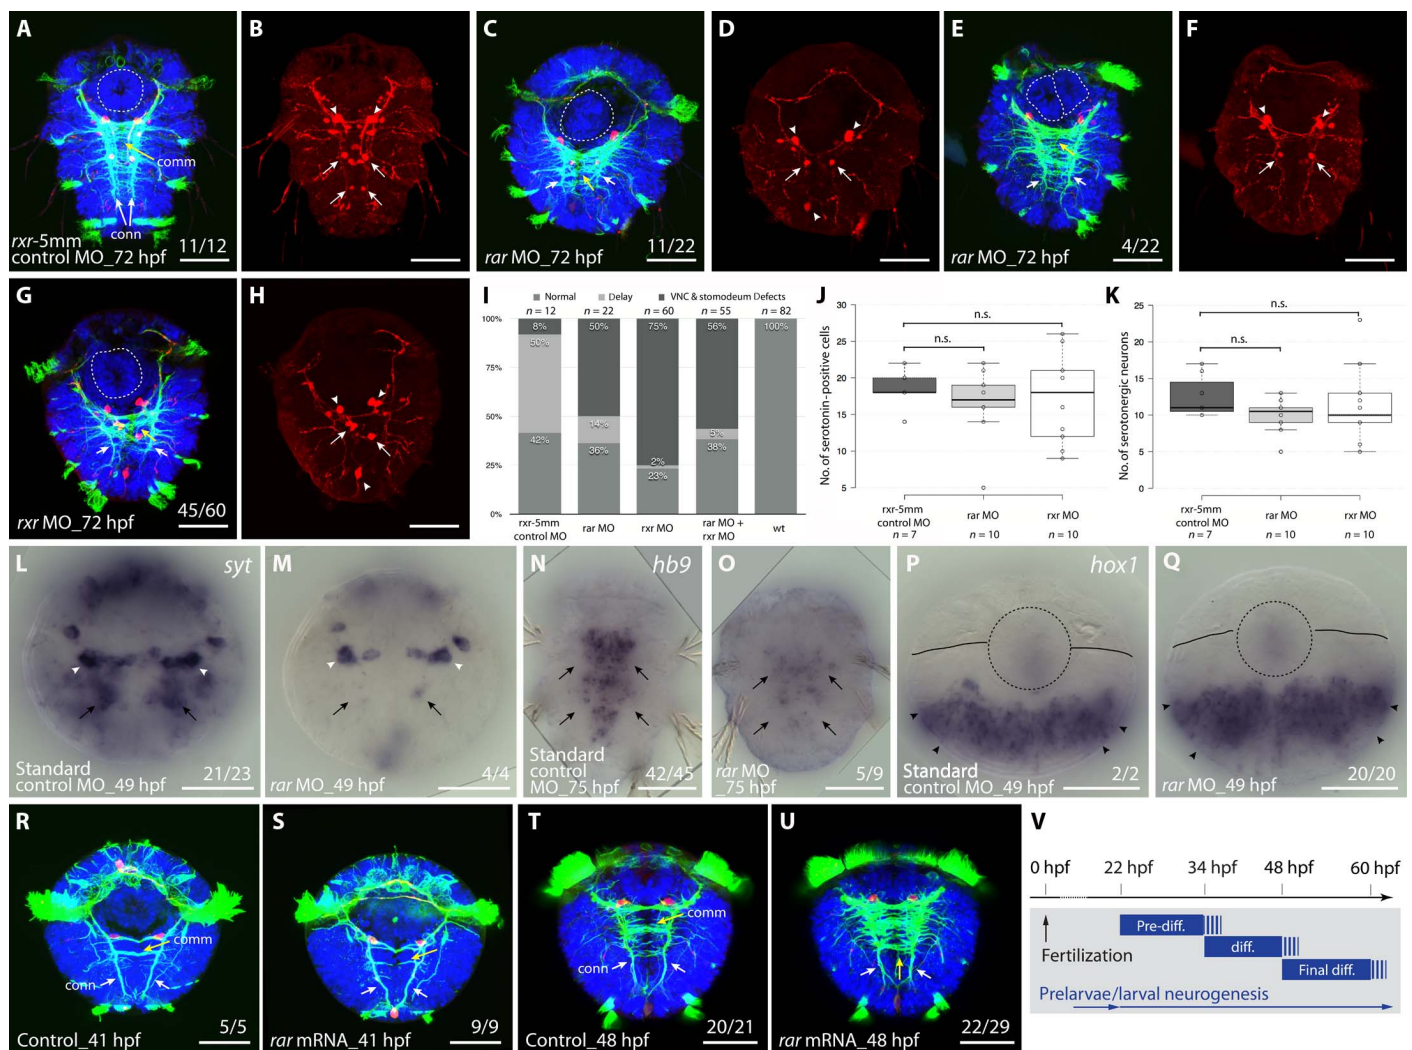 A
comm
conn
rxr-5mm
control MO_72 hpf
11/12
B
C
rar MO_72 hpf
11/22
D
E
rar MO_72 hpf
4/22
F
G
rxr MO_72 hpf
45/60
H
I
Normal
Delay
VNC & stomodeum Defects
n = 12
n = 22
n = 60
n = 55
n = 82
100%
75%
50%
25%
0%
8%
50%
42%
50%
14%
36%
75%
2%
23%
56%
5%
38%
100%
rxr-5mm
control MO
rar MO
rxr MO
rar MO +
rxr MO
wt
J
No. of serotonin-positive cells
30
25
20
15
10
5
n.s.
n.s.
rxr-5mm
control MO
n = 7
rar MO
n = 10
rxr MO
n = 10
K
No. of serotonergic neurons
25
20
15
10
5
0
n.s.
n.s.
rxr-5mm
control MO
n = 7
rar MO
n = 10
rxr MO
n = 10
L
syt
Standard
control MO_49 hpf
21/23
M
rar MO_49 hpf
4/4
N
hb9
Standard
control
MO_75 hpf
42/45
O
rar MO
_75 hpf
5/9
P
hox1
Standard
control MO_49 hpf
2/2
Q
rar MO_49 hpf
20/20
R
comm
conn
Control_41 hpf
5/5
S
rar mRNA_41 hpf
9/9
T
comm
conn
Control_48 hpf
20/21
U
rar mRNA_48 hpf
22/29
V
0 hpf
22 hpf
34 hpf
48 hpf
60 hpf
Pre-diff.
diff.
Final diff.
Fertilization
Prelarvae/larval neurogenesis